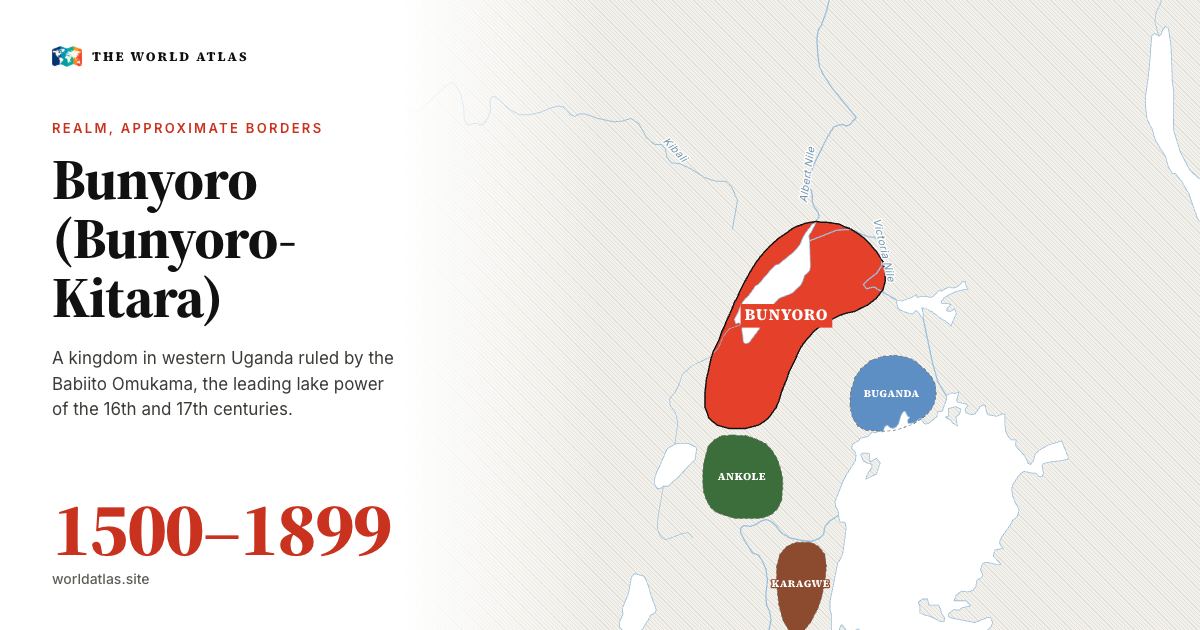 THE WORLD ATLAS
REALM, APPROXIMATE BORDERS
Bunyoro
(Bunyoro-
Kitara)
A kingdom in western Uganda ruled by the
Babiito Omukama, the leading lake power
of the 16th and 17th centuries.
1500–1899
worldatlas.site
Kibali
Albert Nile
Victoria Nile
BUNYORO
BUGANDA
ANKOLE
KARAGWE